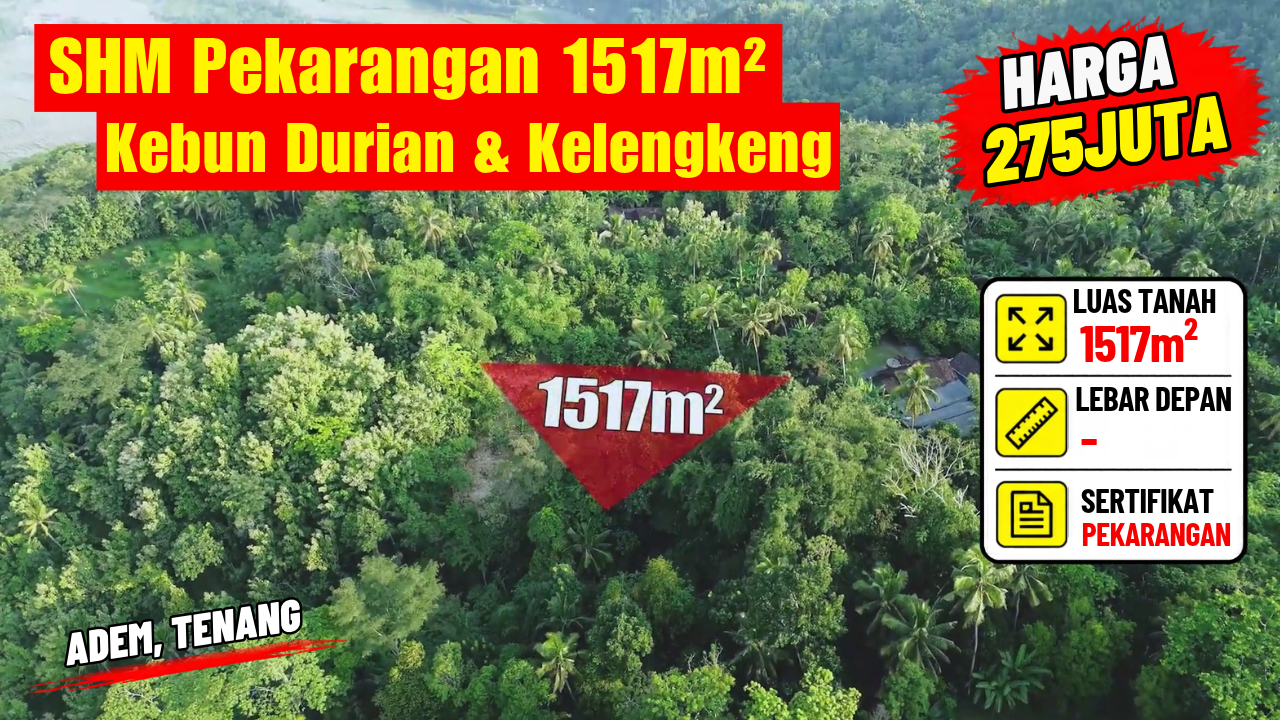 SHM Pekarangan 1517m²
Kebun Durian & Kelengkeng
HARGA
275JUTA
1517m²
LUAS TANAH
1517m²
LEBAR DEPAN
-
SERTIFIKAT
PEKARANGAN
ADEM, TENANG